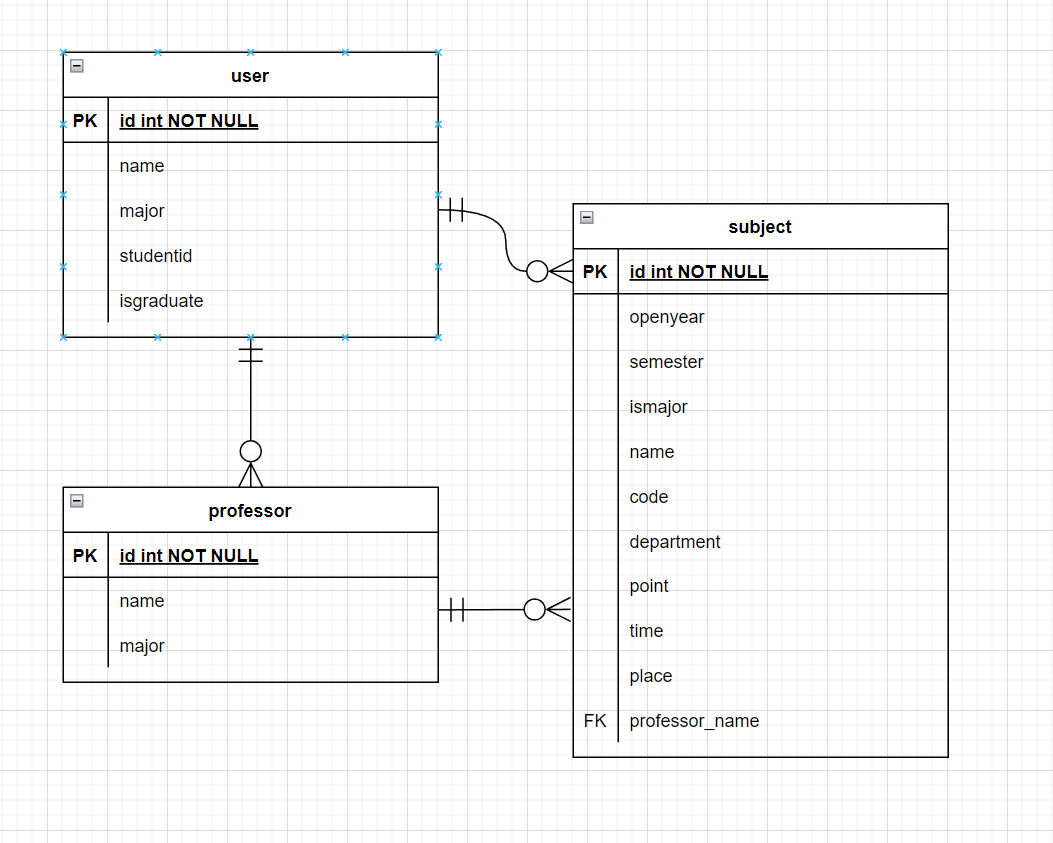 user
PK id int NOT NULL
name
major
studentid
isgraduate
subject
PK id int NOT NULL
openyear
semester
ismajor
name
code
department
point
time
place
FK professor_name
professor
PK id int NOT NULL
name
major